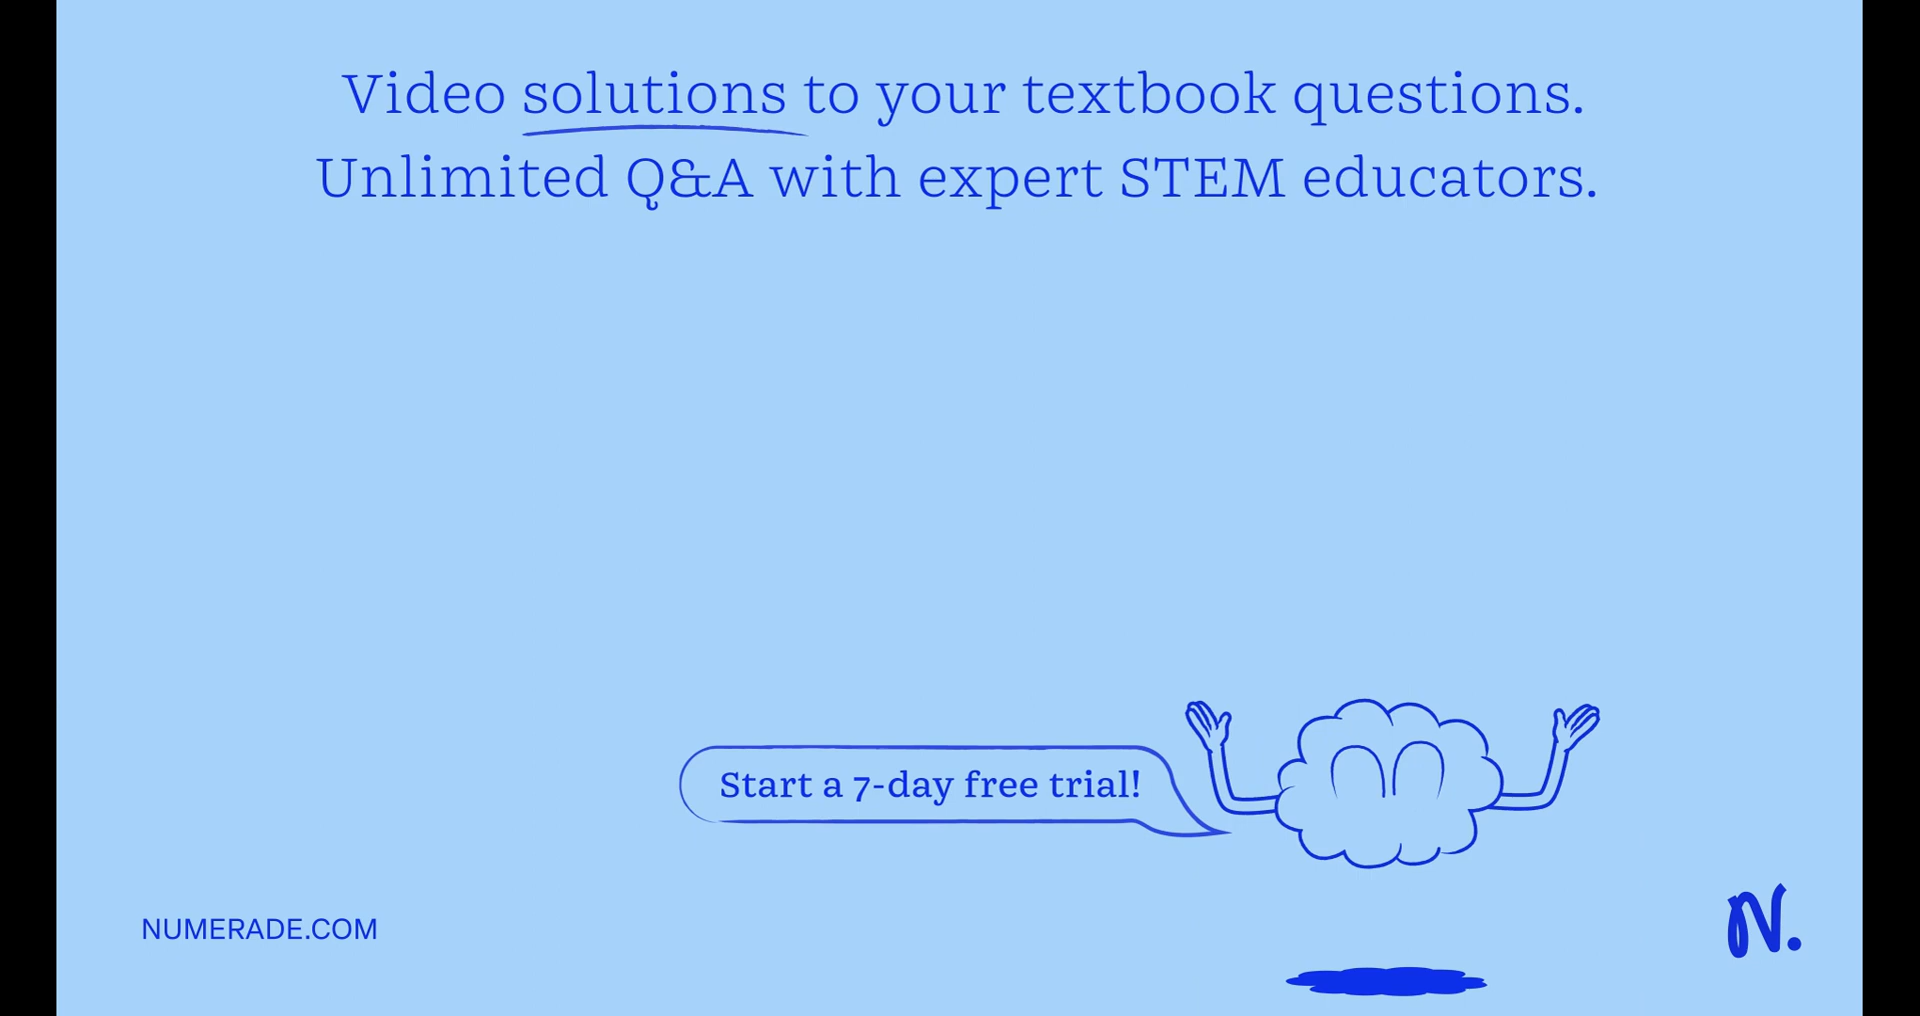 Video solutions to your textbook questions.
Unlimited Q&A with expert STEM educators.
Start a 7-day free trial!
NUMERADE.COM
N.